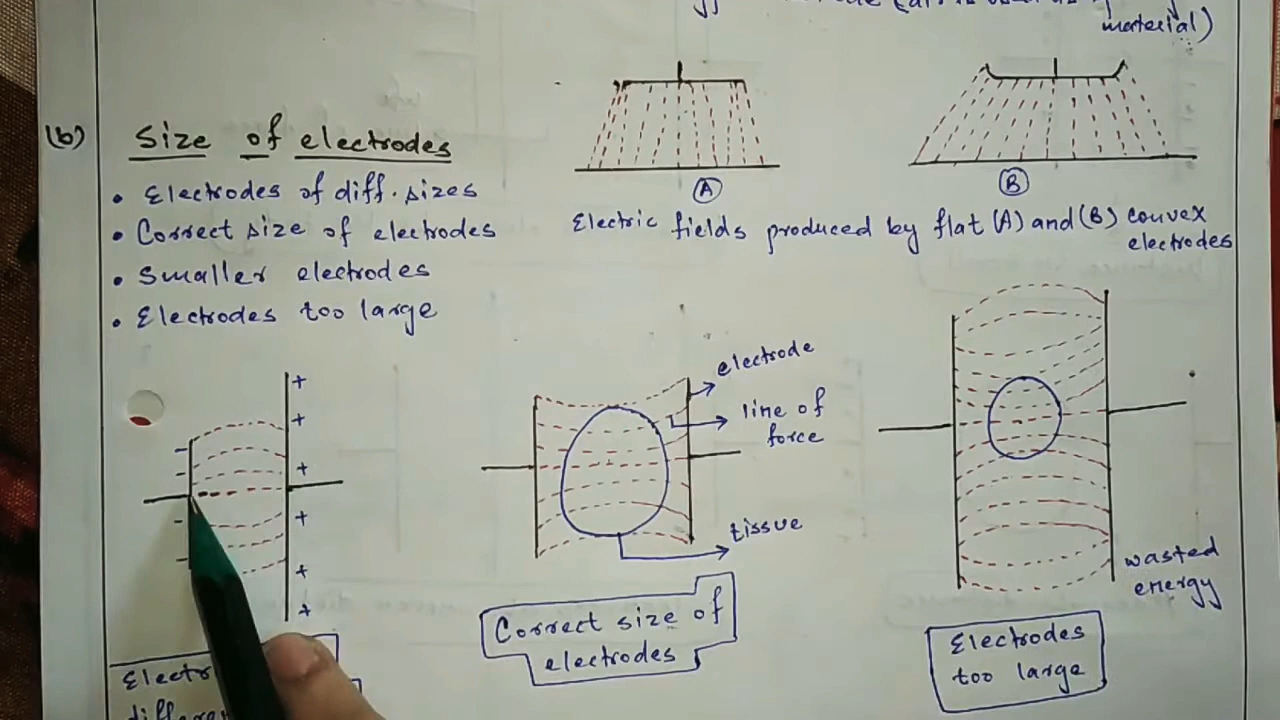 material)
(b) Size of electrodes
• Electrodes of diff. sizes
• Correct size of electrodes
• Smaller electrodes
• Electrodes too large
A
B
Electric fields produced by flat (A) and (B) convex
electrodes
- - - -
+ + + + + +
electrode
line of
force
tissue
Correct size of
electrodes
wasted
energy
Electrodes
too large